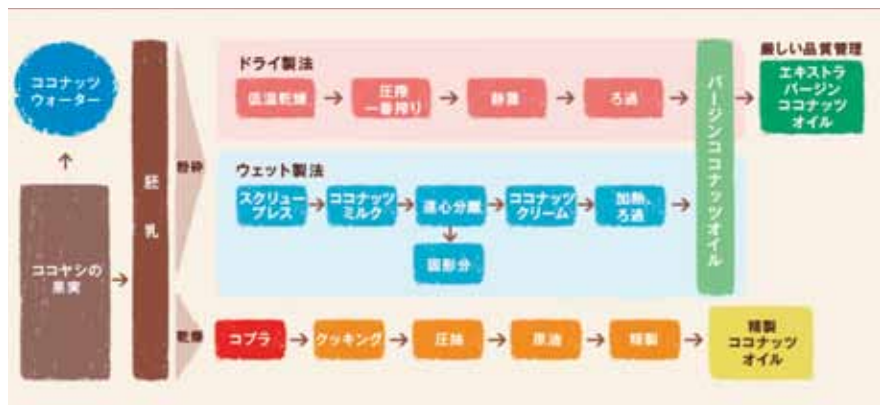 ドライ製法
厳しい品質管理
ココナッツ
ウォーター
低温乾燥
圧搾
一番搾り
静置
ろ過
エキストラ
バージン
ココナッツ
オイル
バージンココナッツオイル
胚乳
粉砕
ウェット製法
スクリュー
プレス
ココナッツ
ミルク
遠心分離
ココナッツ
クリーム
加熱、
ろ過
固形分
ココヤシの
果実
乾燥
コプラ
クッキング
圧抽
原油
精製
精製
ココナッツ
オイル